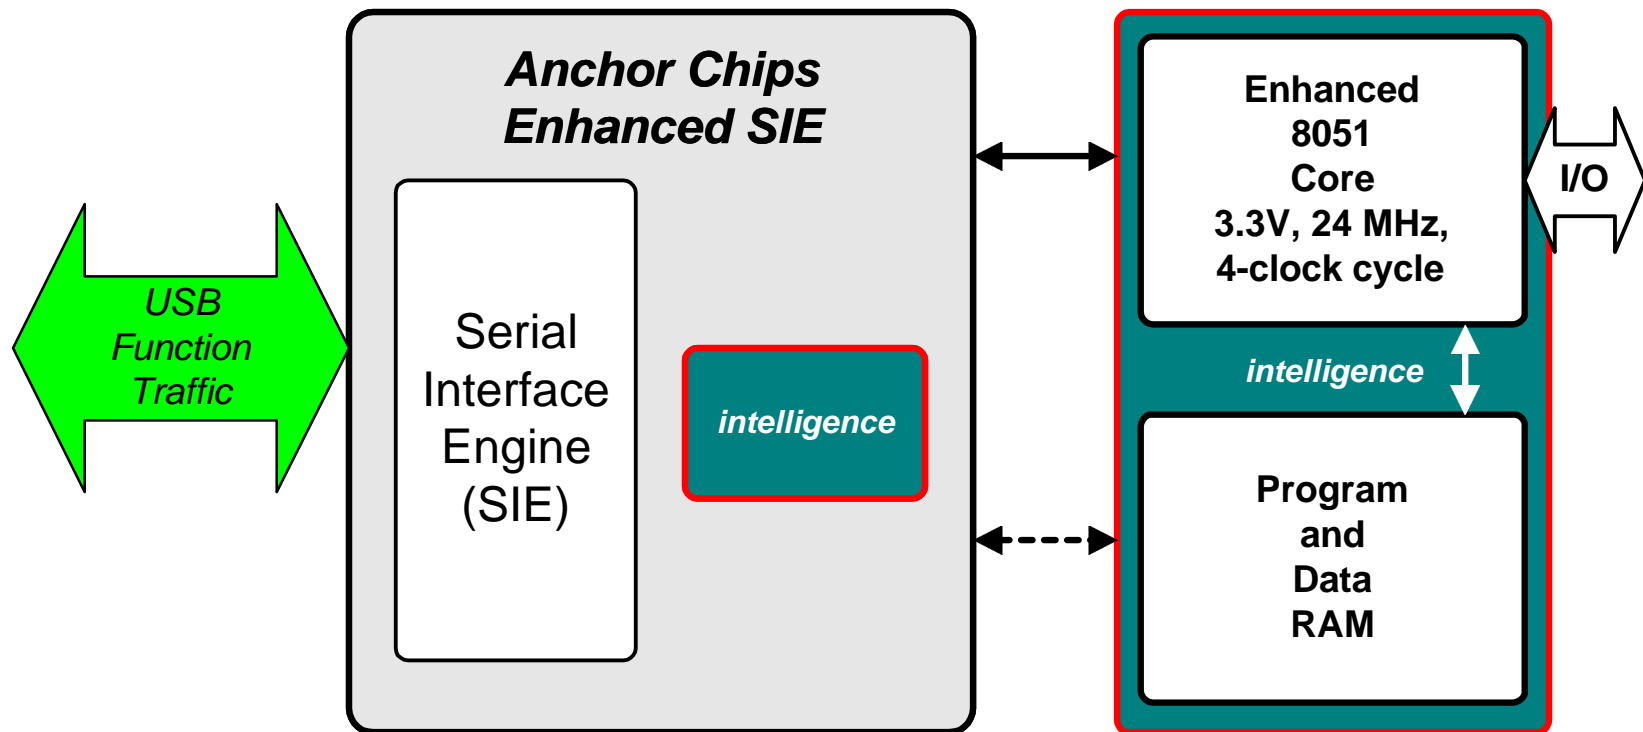 Anchor Chips
Enhanced SIE
USB
Function
Traffic
Serial
Interface
Engine
(SIE)
intelligence
Enhanced
8051
Core
3.3V, 24 MHz,
4-clock cycle
I/O
intelligence
Program
and
Data
RAM